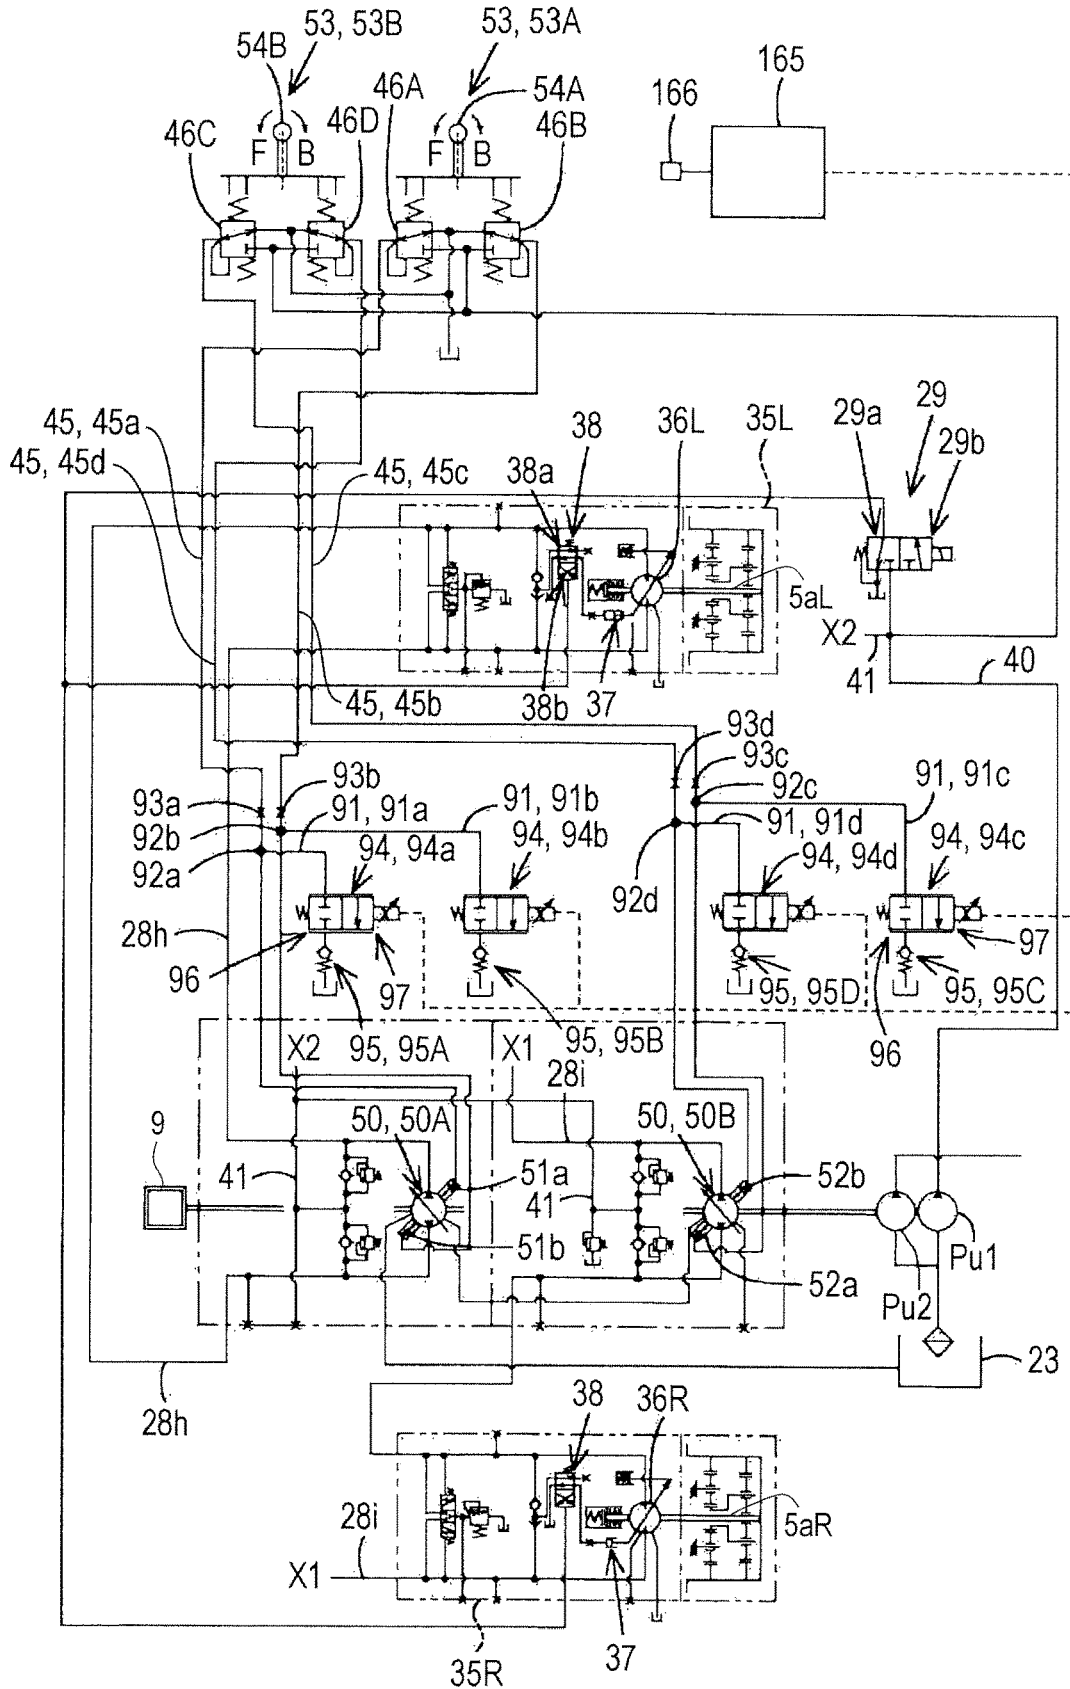 53, 53B
53, 53A
54B
46A
54A
165
166
46C
46D
46B
F
B
F
B
29
29a
29b
45, 45a
45, 45d
45, 45c
38
36L
35L
38a
5aL
X2
41
40
45, 45b
38b
37
93d
93c
92c
93b
93a
91, 91a
91, 91b
91, 91c
92b
91, 91d
92a
94, 94a
94, 94b
94, 94d
94, 94c
92d
28h
96
97
97
95, 95A
95, 95B
95, 95D
95, 95C
96
X2
X1
28i
9
50, 50A
50, 50B
41
51a
41
52b
51b
52a
Pu1
Pu2
23
28h
38
36R
28i
5aR
X1
35R
37